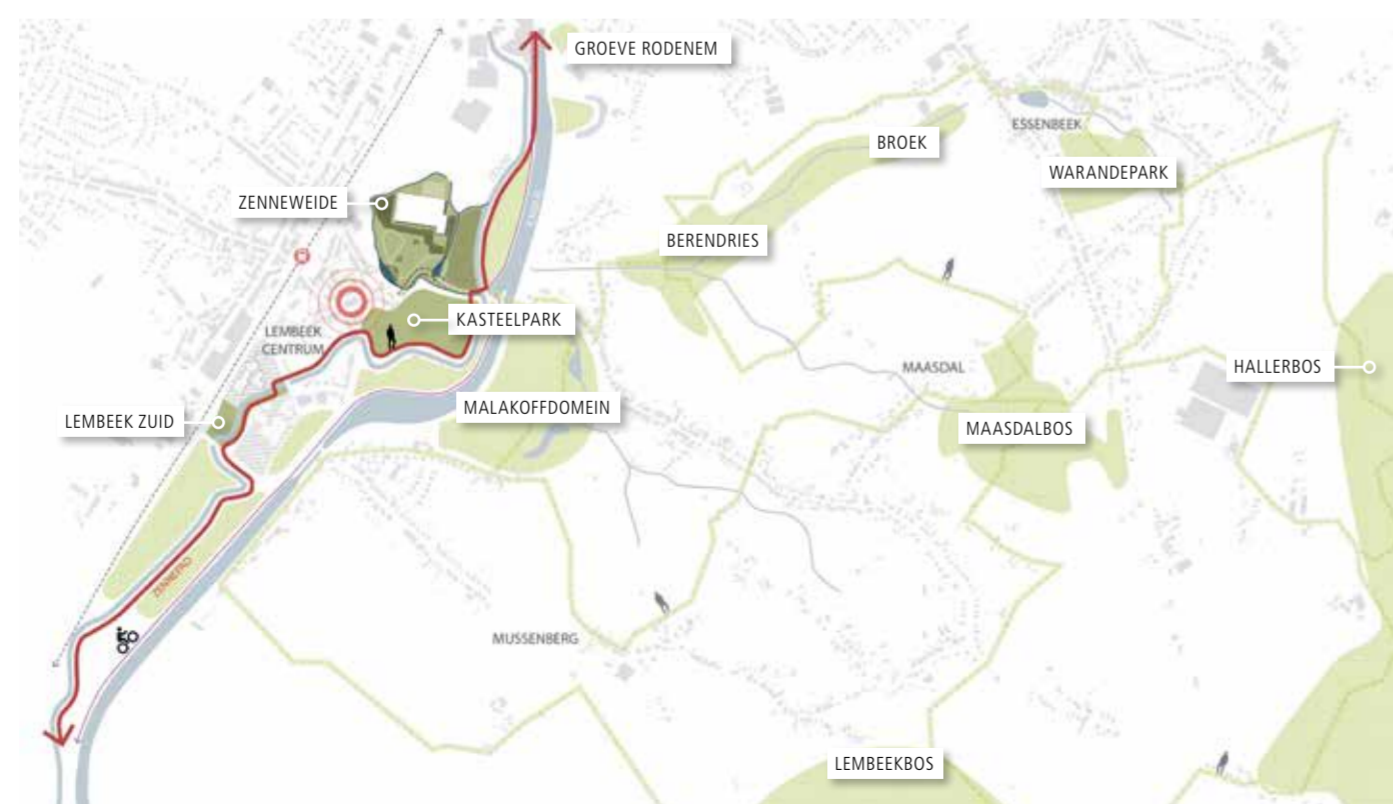 GROEVE RODENEM
ESSENBEEK
BROEK
WARANDEPARK
ZENNEWEIDE
BERENDRIES
KASTEELPARK
LEMBEEK
CENTRUM
MAASDAL
HALLERBOS
MALAKOFFDOMEIN
LEMBEEK ZUID
MAASDALBOS
ZENNEPAD
MUSSENBERG
LEMBEEKBOS